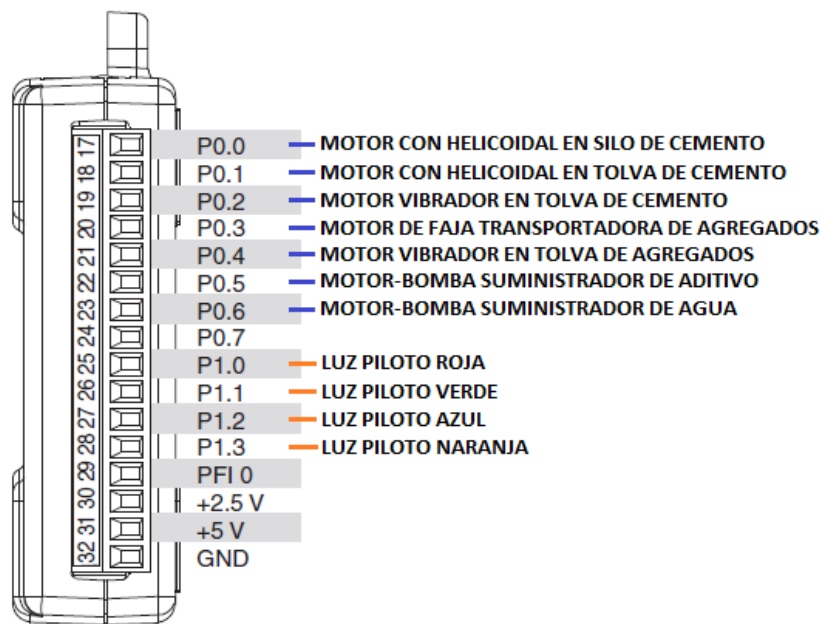 17 P0.0 MOTOR CON HELICOIDAL EN SILO DE CEMENTO
18 P0.1 MOTOR CON HELICOIDAL EN TOLVA DE CEMENTO
19 P0.2 MOTOR VIBRADOR EN TOLVA DE CEMENTO
20 P0.3 MOTOR DE FAJA TRANSPORTADORA DE AGREGADOS
21 P0.4 MOTOR VIBRADOR EN TOLVA DE AGREGADOS
22 P0.5 MOTOR-BOMBA SUMINISTRADOR DE ADITIVO
23 P0.6 MOTOR-BOMBA SUMINISTRADOR DE AGUA
24 P0.7
25 P1.0 LUZ PILOTO ROJA
26 P1.1 LUZ PILOTO VERDE
27 P1.2 LUZ PILOTO AZUL
28 P1.3 LUZ PILOTO NARANJA
29 PFI 0
30 +2.5 V
31 +5 V
32 GND